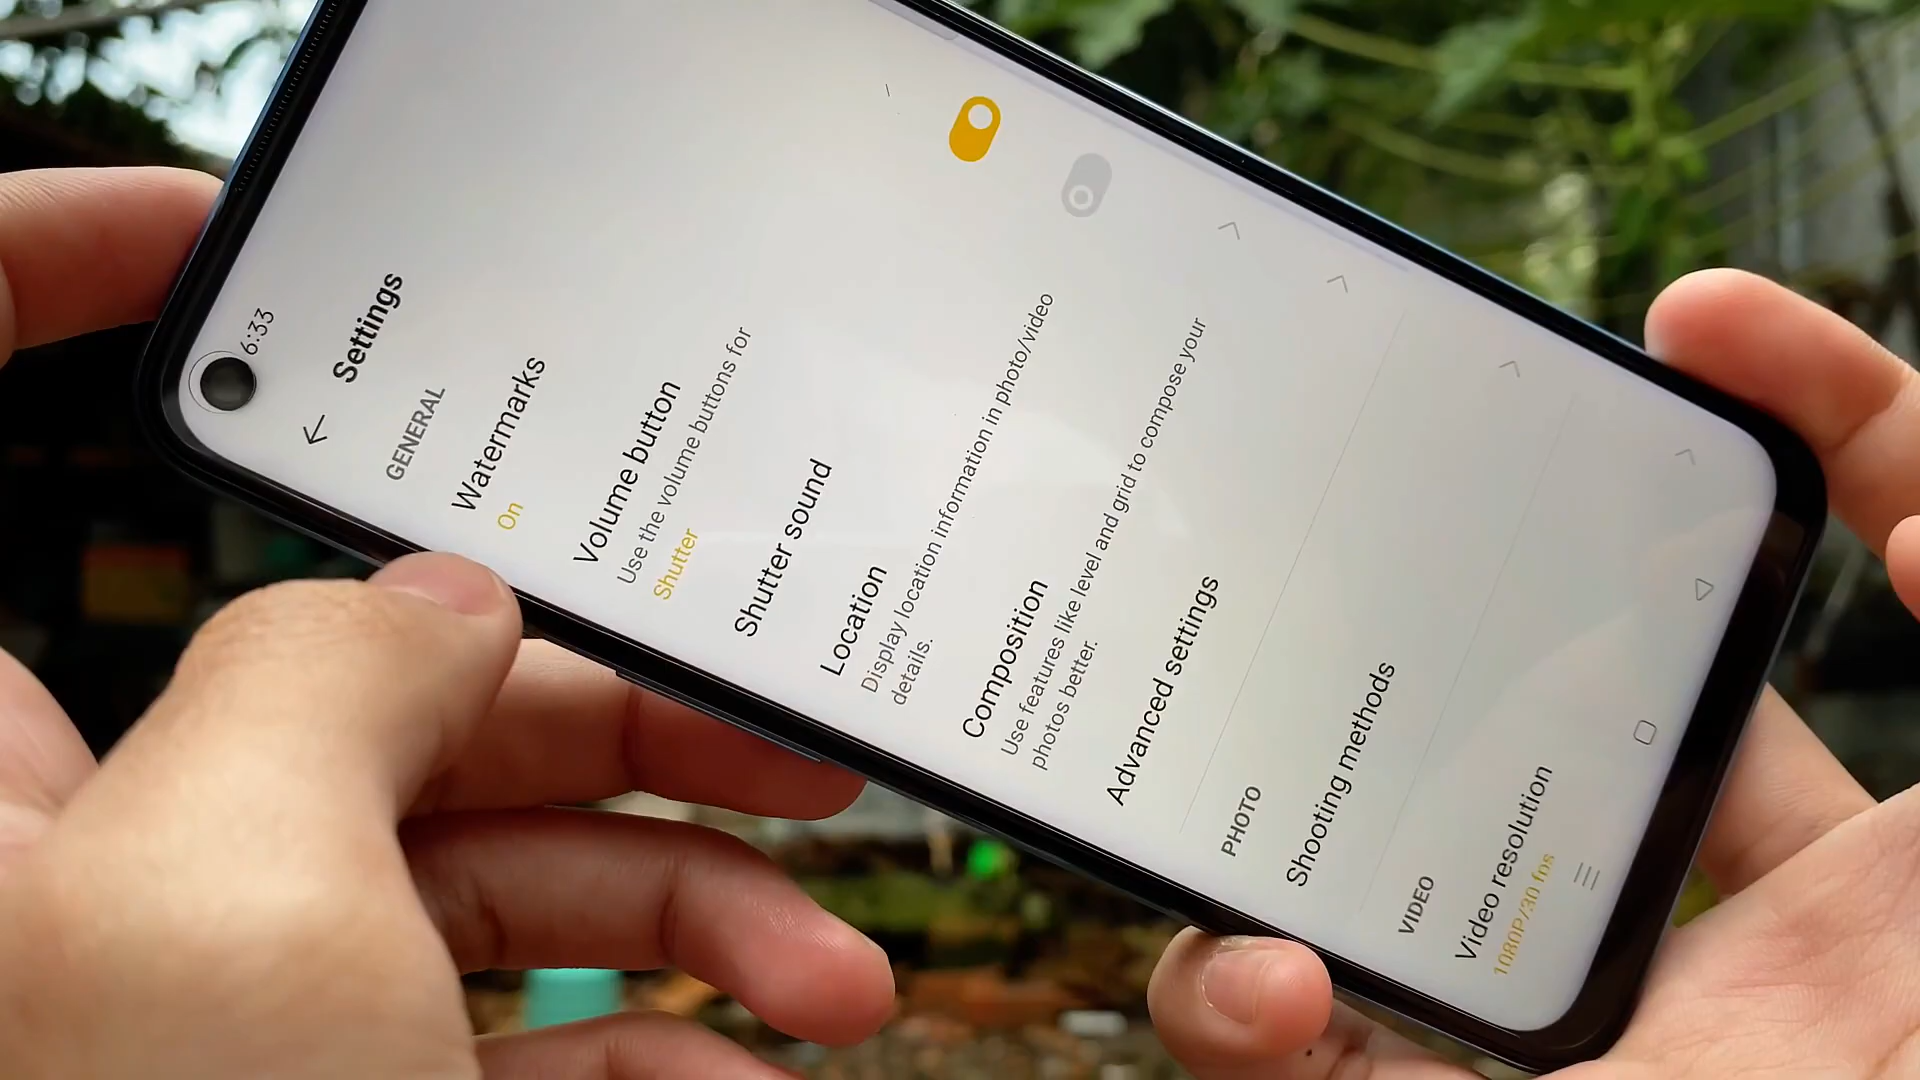 6:33
Settings
GENERAL
Watermarks
On
Volume button
Use the volume buttons for
Shutter
Shutter sound
Location
Display location information in photo/video
details.
Composition
Use features like level and grid to compose your
photos better.
Advanced settings
PHOTO
Shooting methods
VIDEO
Video resolution
1080P/30 fps